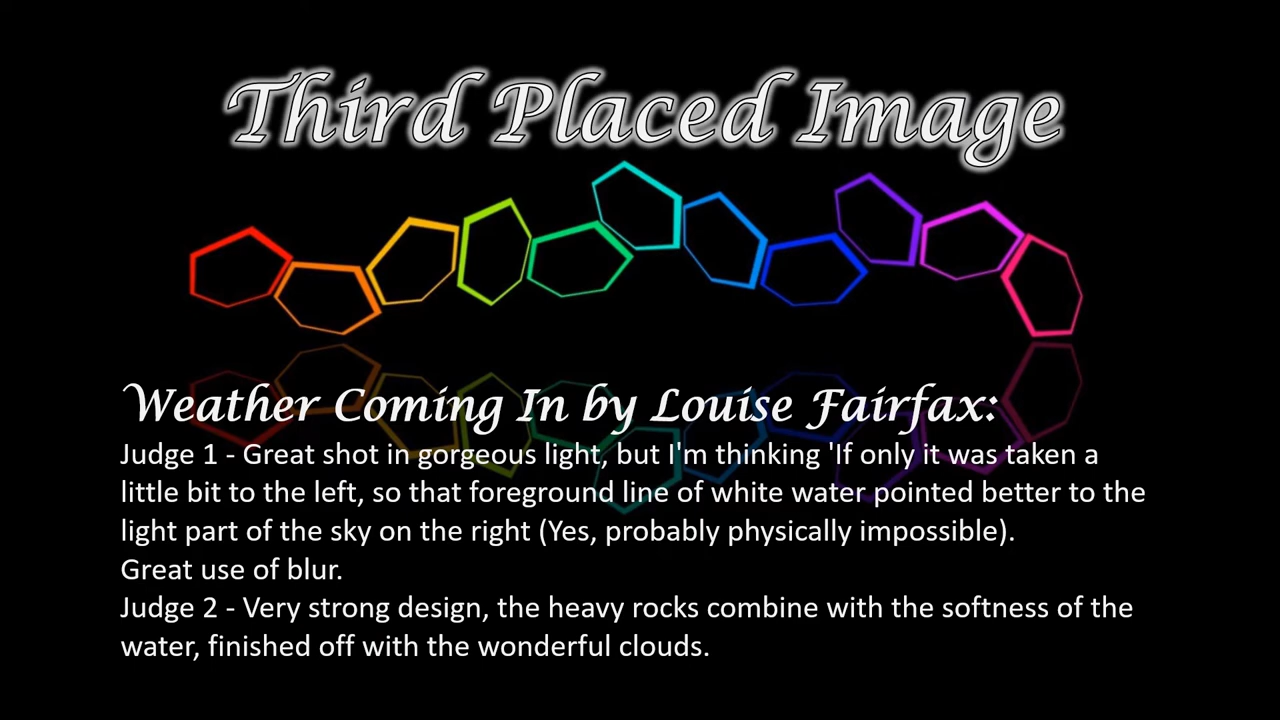 Third Placed Image
Weather Coming In by Louise Fairfax:
Judge 1 - Great shot in gorgeous light, but I'm thinking 'If only it was taken a
little bit to the left, so that foreground line of white water pointed better to the
light part of the sky on the right (Yes, probably physically impossible).
Great use of blur.
Judge 2 - Very strong design, the heavy rocks combine with the softness of the
water, finished off with the wonderful clouds.